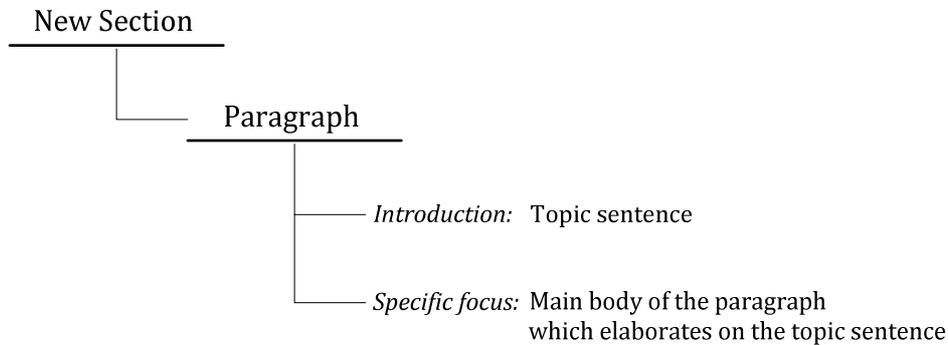 New Section
Paragraph
Introduction: Topic sentence
Specific focus: Main body of the paragraph
which elaborates on the topic sentence